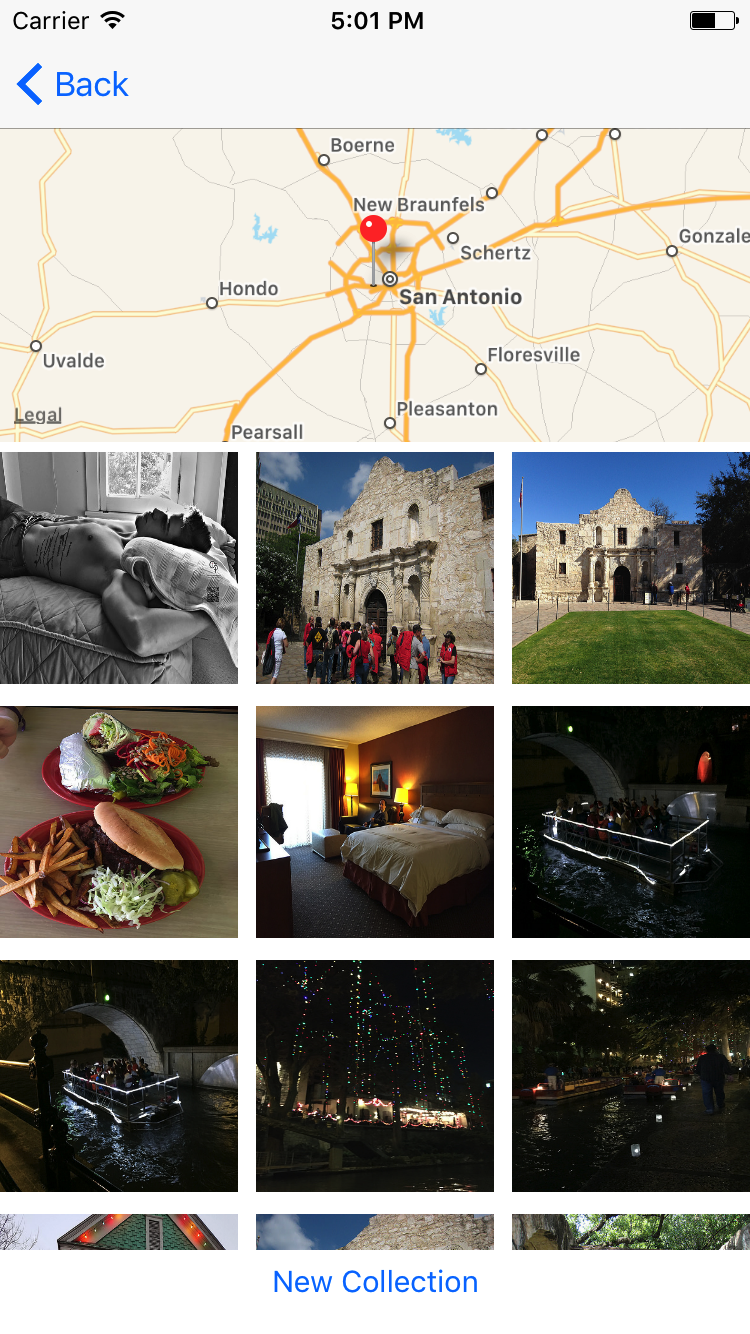 Carrier 5:01 PM
Back
Boerne
New Braunfels
Gonzale
Schertz
Hondo
San Antonio
Uvalde
Floresville
Legal
Pleasanton
Pearsall
New Collection